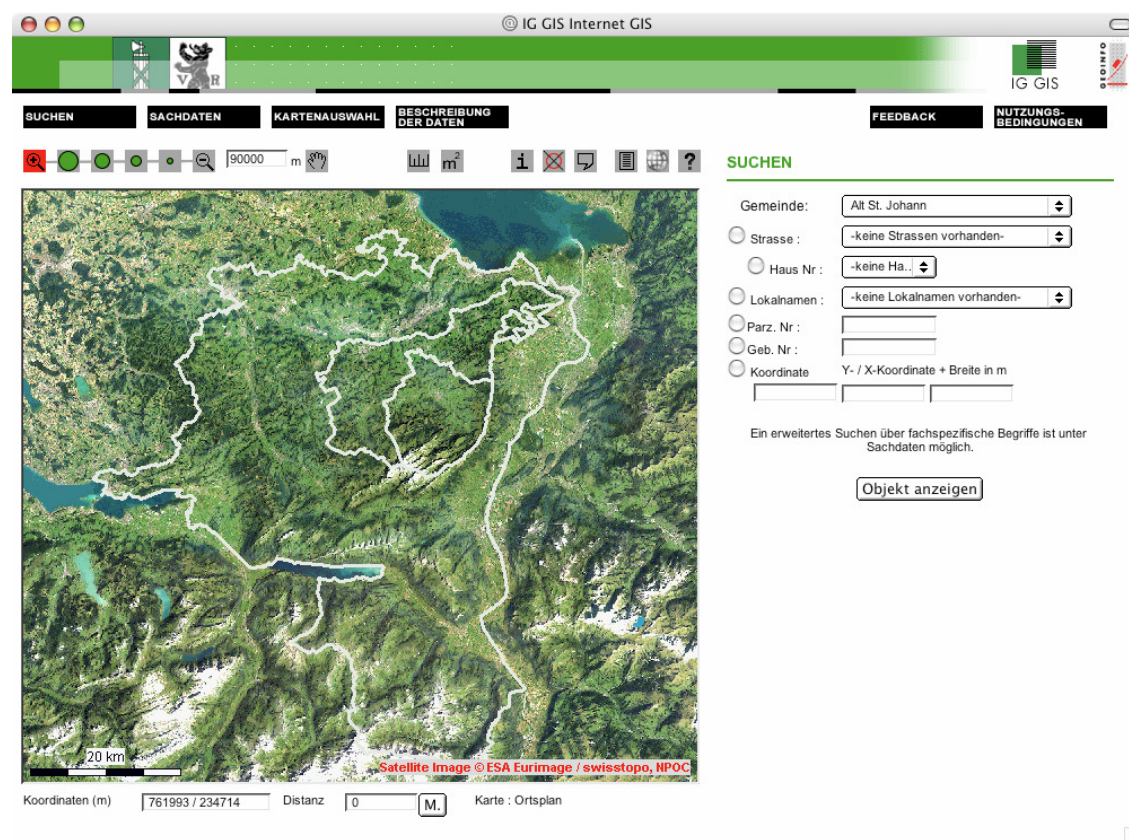 IG GIS Internet GIS
V R
IG GIS
GEOINFO
SUCHEN
SACHDATEN
KARTENAUSWAHL
BESCHREIBUNG
DER DATEN
FEEDBACK
NUTZUNGS-
BEDINGUNGEN
90000 m
m²
i
?
SUCHEN
Gemeinde: Alt St. Johann
Strasse : -keine Strassen vorhanden-
Haus Nr : -keine Ha..
Lokalnamen : -keine Lokalnamen vorhanden-
Parz. Nr :
Geb. Nr :
Koordinate Y- / X-Koordinate + Breite in m
Ein erweitertes Suchen über fachspezifische Begriffe ist unter
Sachdaten möglich.
Objekt anzeigen
20 km
Satellite Image © ESA Eurimage / swisstopo, NPOC
Koordinaten (m) 761993 / 234714 Distanz 0 M. Karte : Ortsplan